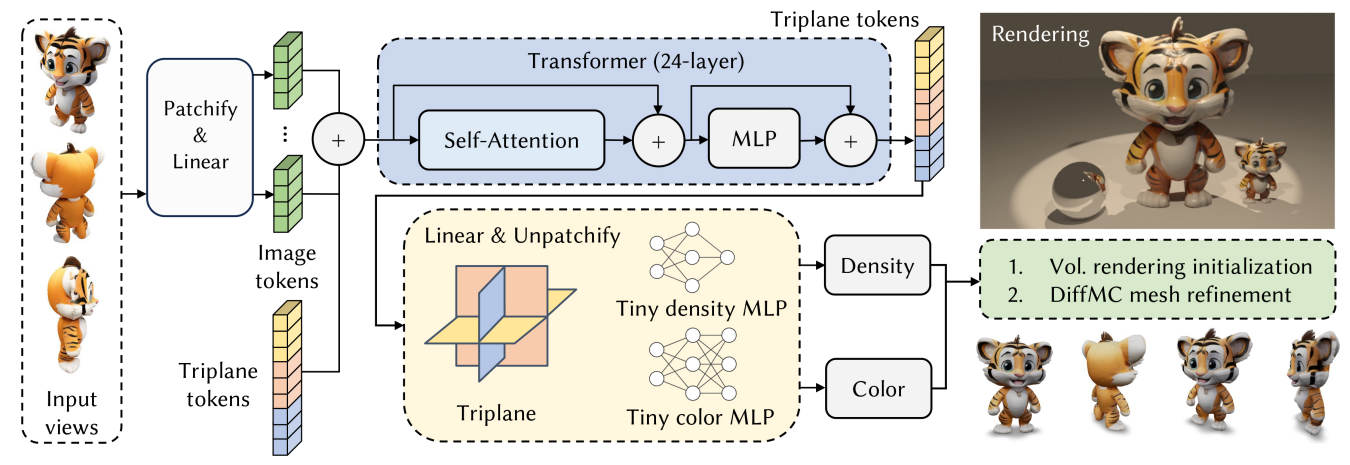 Input
views
Patchify
&
Linear
...
Image
tokens
Triplane
tokens
+
Transformer (24-layer)
Self-Attention
+
MLP
+
Triplane tokens
Linear & Unpatchify
Triplane
Tiny density MLP
Tiny color MLP
Density
Color
Rendering
1. Vol. rendering initialization
2. DiffMC mesh refinement